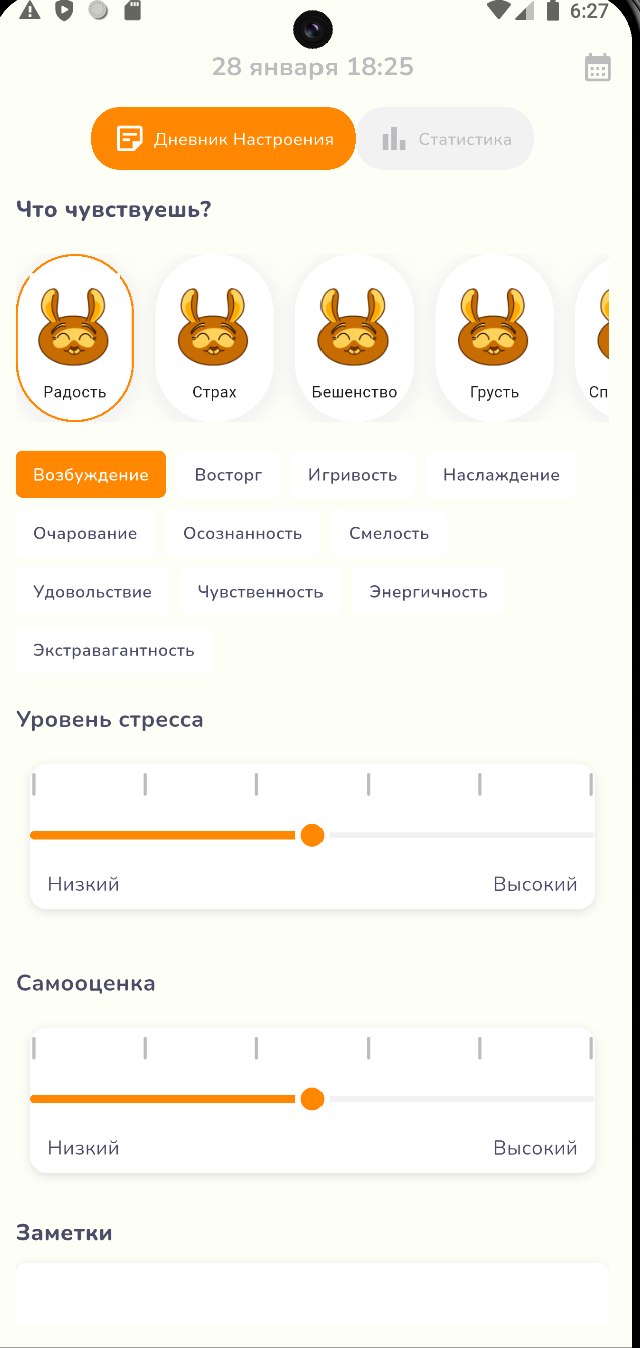 6:27
28 января 18:25
Дневник Настроения Статистика
Что чувствуешь?
Радость Страх Бешенство Грусть Сп
Возбуждение Восторг Игривость Наслаждение
Очарование Осознанность Смелость
Удовольствие Чувственность Энергичность
Экстравагантность
Уровень стресса
Низкий Высокий
Самооценка
Низкий Высокий
Заметки